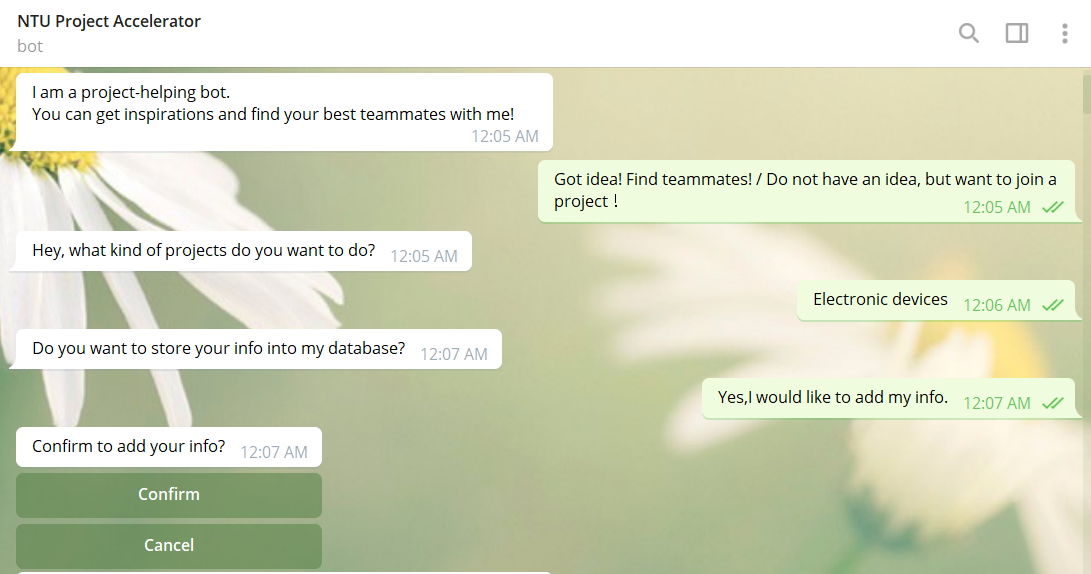 NTU Project Accelerator
bot
I am a project-helping bot.
You can get inspirations and find your best teammates with me!
12:05 AM
Got idea! Find teammates! / Do not have an idea, but want to join a
project！
12:05 AM
Hey, what kind of projects do you want to do? 12:05 AM
Electronic devices 12:06 AM
Do you want to store your info into my database? 12:07 AM
Yes,I would like to add my info. 12:07 AM
Confirm to add your info? 12:07 AM
Confirm
Cancel